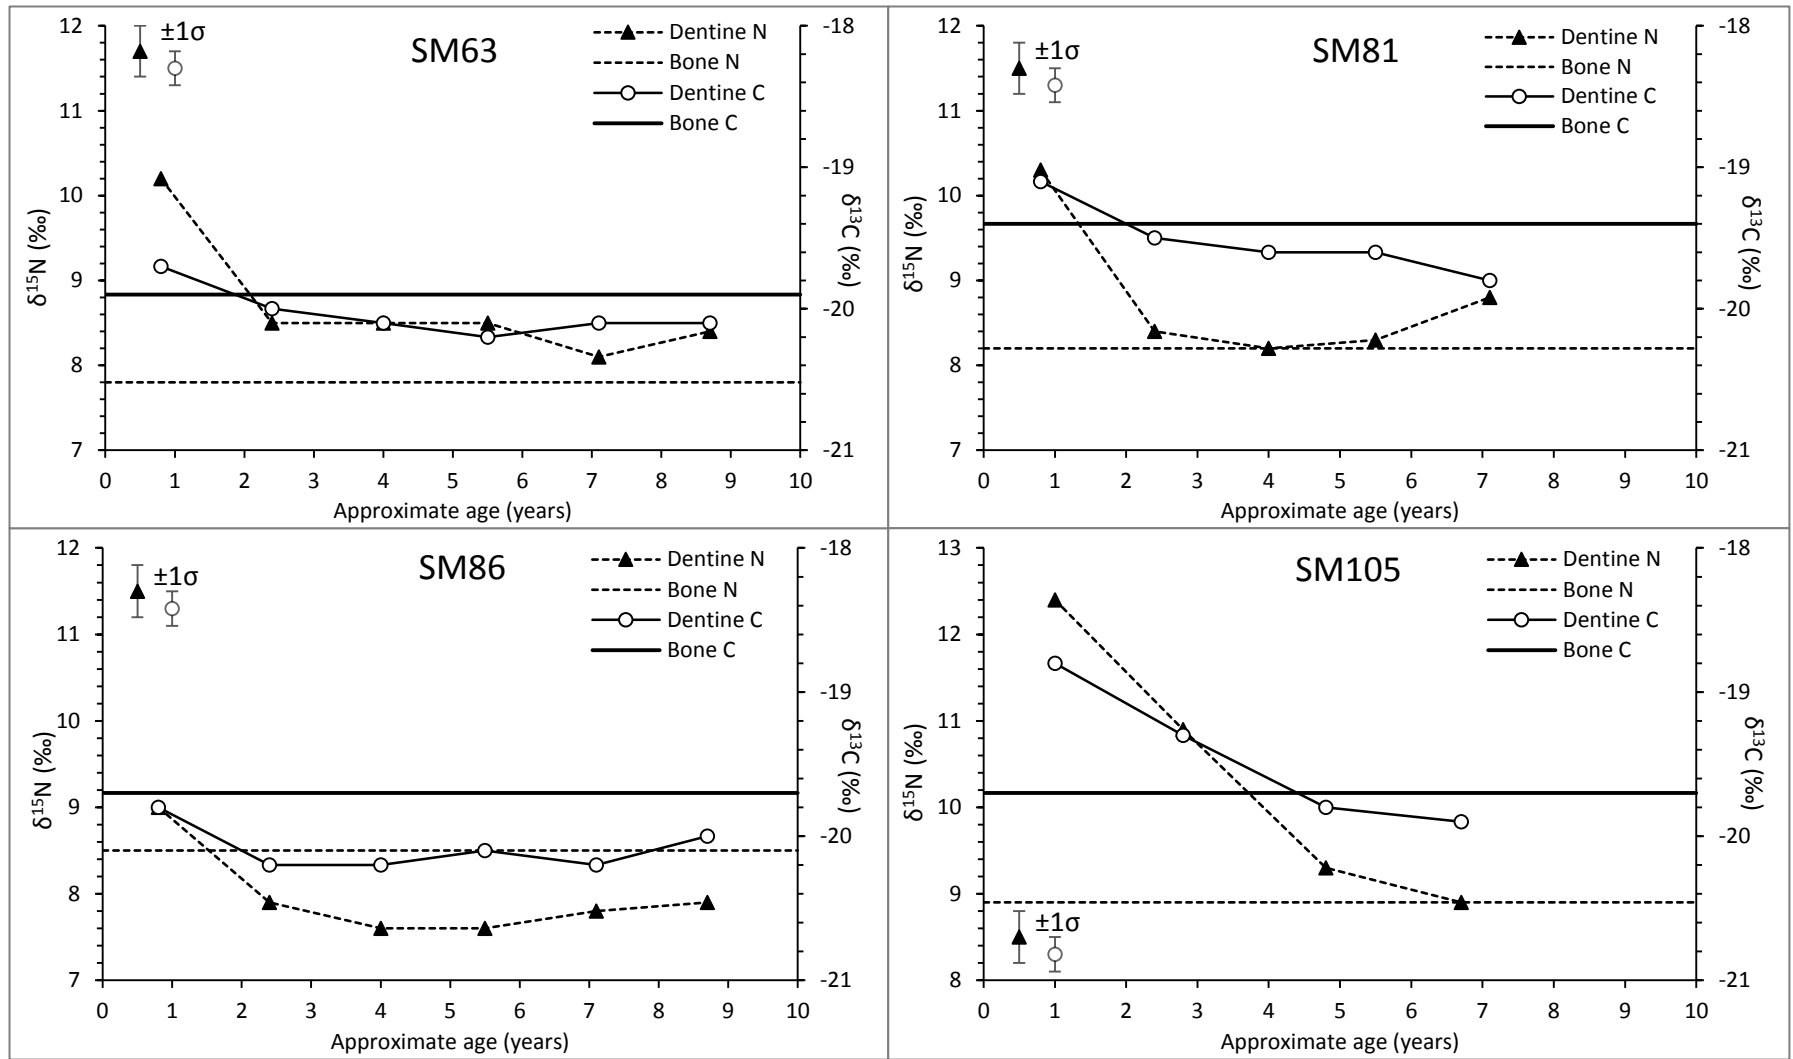 SM63
±1σ
Dentine N
Bone N
Dentine C
Bone C
12
11
10
9
8
7
δ¹⁵N (‰)
-18
-19
-20
-21
δ¹³C (‰)
0 1 2 3 4 5 6 7 8 9 10
Approximate age (years)
SM81
±1σ
Dentine N
Bone N
Dentine C
Bone C
12
11
10
9
8
7
δ¹⁵N (‰)
-18
-19
-20
-21
δ¹³C (‰)
0 1 2 3 4 5 6 7 8 9 10
Approximate age (years)
SM86
±1σ
Dentine N
Bone N
Dentine C
Bone C
12
11
10
9
8
7
δ¹⁵N (‰)
-18
-19
-20
-21
δ¹³C (‰)
0 1 2 3 4 5 6 7 8 9 10
Approximate age (years)
SM105
Dentine N
Bone N
Dentine C
Bone C
13
12
11
10
9
8
δ¹⁵N (‰)
-18
-19
-20
-21
δ¹³C (‰)
±1σ
0 1 2 3 4 5 6 7 8 9 10
Approximate age (years)